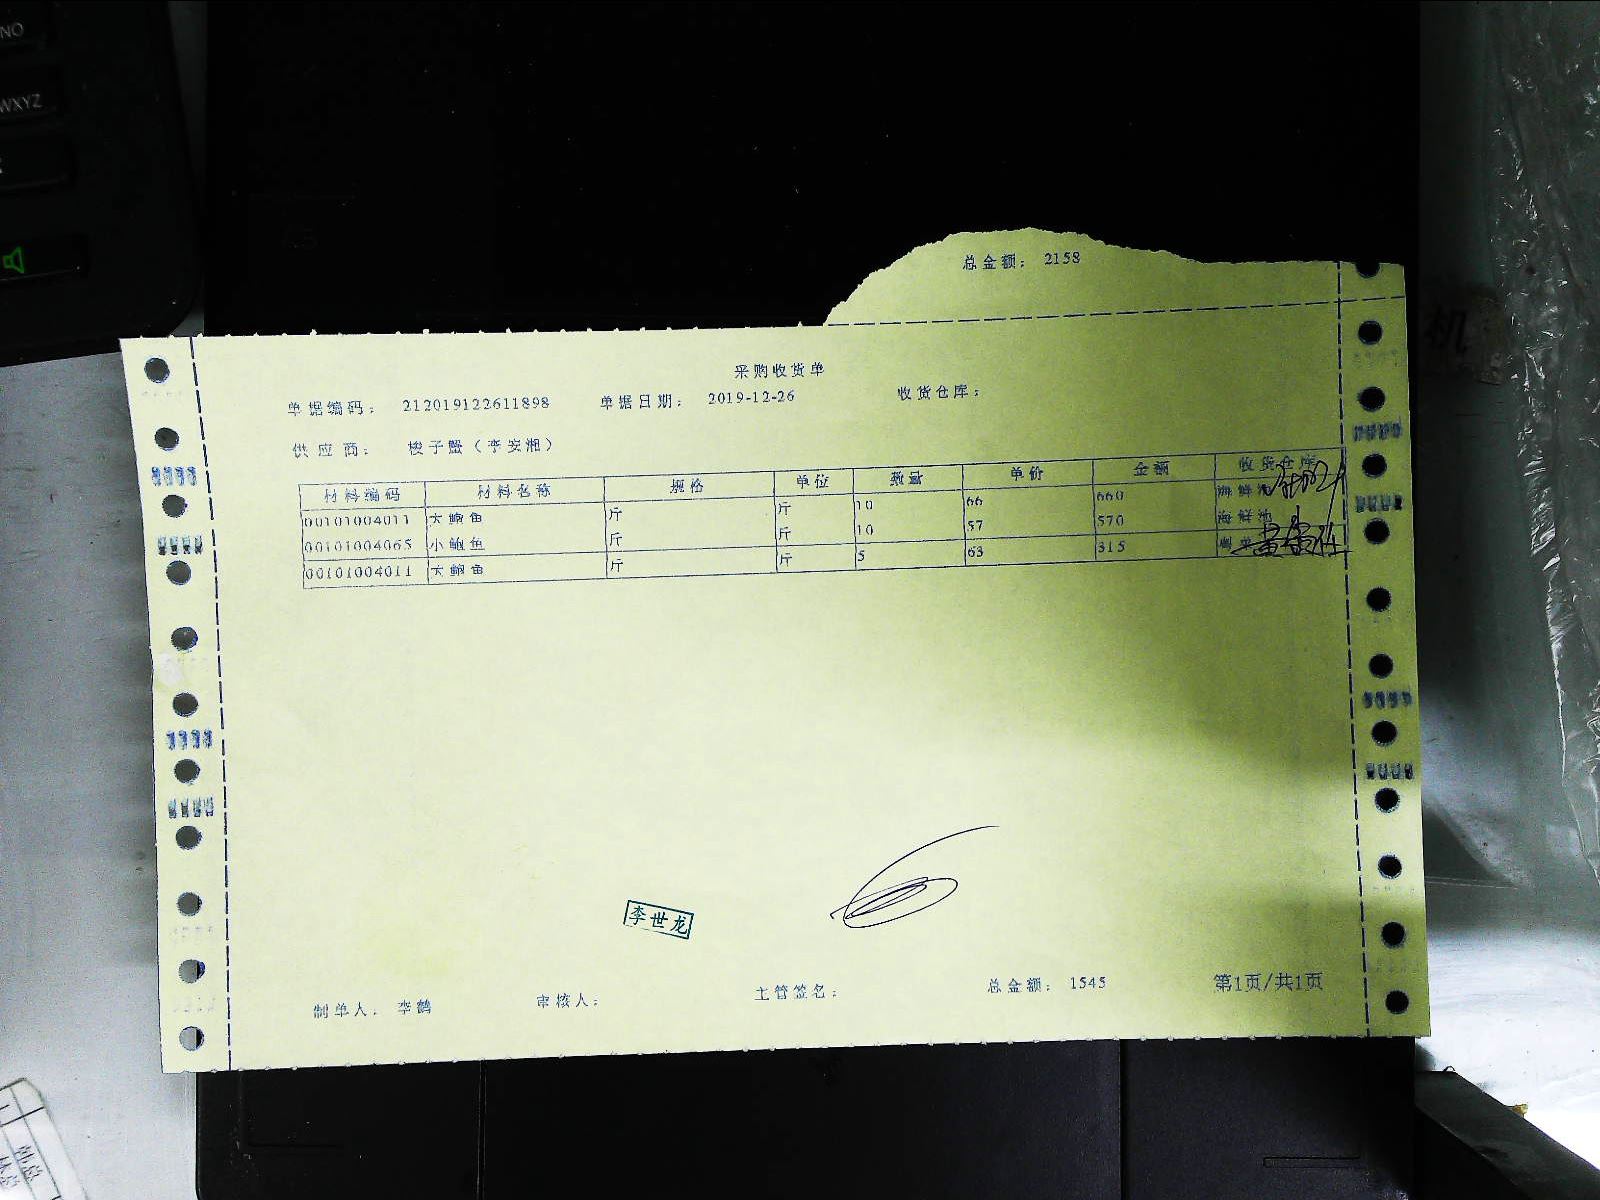 NO
WXYZ
总金额： 2158
采购收货单
单据编码： 212019122611898 单据日期： 2019-12-26 收货仓库：
供应商： 梭子蟹（李安湘）
材料编码 材料名称 规格 单位 数量 单价 金额 收货仓库
00101004011 大鲍鱼 斤 斤 10 66 660 海鲜池
00101004065 小鲍鱼 斤 斤 10 57 570 海鲜池
00101004011 大鲍鱼 斤 斤 5 63 315 粤菜
李世龙
制单人： 李鹤 审核人： 主管签名： 总金额： 1545 第1页/共1页
机